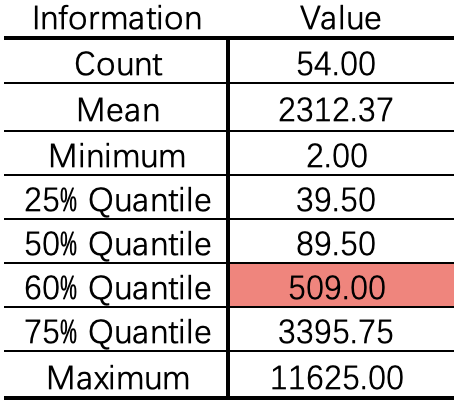 Information Value
Count 54.00
Mean 2312.37
Minimum 2.00
25% Quantile 39.50
50% Quantile 89.50
60% Quantile 509.00
75% Quantile 3395.75
Maximum 11625.00